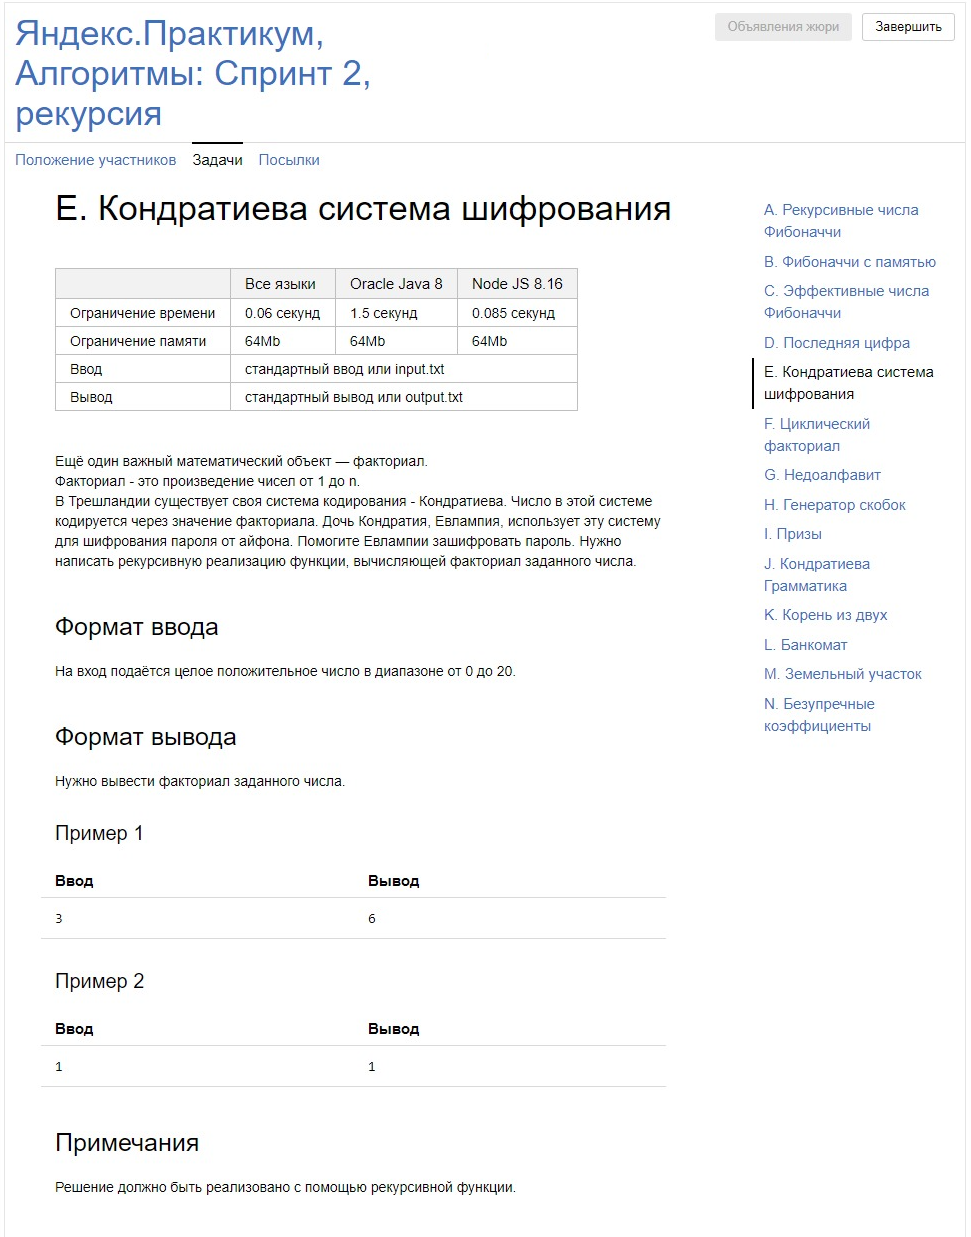 Яндекс.Практикум,
Алгоритмы: Спринт 2,
рекурсия
Объявления жюри
Завершить
Положение участников Задачи Посылки
E. Кондратиева система шифрования
Все языки Oracle Java 8 Node JS 8.16
Ограничение времени 0.06 секунд 1.5 секунд 0.085 секунд
Ограничение памяти 64Mb 64Mb 64Mb
Ввод стандартный ввод или input.txt
Вывод стандартный вывод или output.txt
Ещё один важный математический объект — факториал.
Факториал - это произведение чисел от 1 до n.
В Трешландии существует своя система кодирования - Кондратиева. Число в этой системе
кодируется через значение факториала. Дочь Кондратия, Евлампия, использует эту систему
для шифрования пароля от айфона. Помогите Евлампии зашифровать пароль. Нужно
написать рекурсивную реализацию функции, вычисляющей факториал заданного числа.
Формат ввода
На вход подаётся целое положительное число в диапазоне от 0 до 20.
Формат вывода
Нужно вывести факториал заданного числа.
Пример 1
Ввод Вывод
3 6
Пример 2
Ввод Вывод
1 1
Примечания
Решение должно быть реализовано с помощью рекурсивной функции.
A. Рекурсивные числа
Фибоначчи
B. Фибоначчи с памятью
C. Эффективные числа
Фибоначчи
D. Последняя цифра
E. Кондратиева система
шифрования
F. Циклический
факториал
G. Недоалфавит
H. Генератор скобок
I. Призы
J. Кондратиева
Грамматика
K. Корень из двух
L. Банкомат
M. Земельный участок
N. Безупречные
коэффициенты